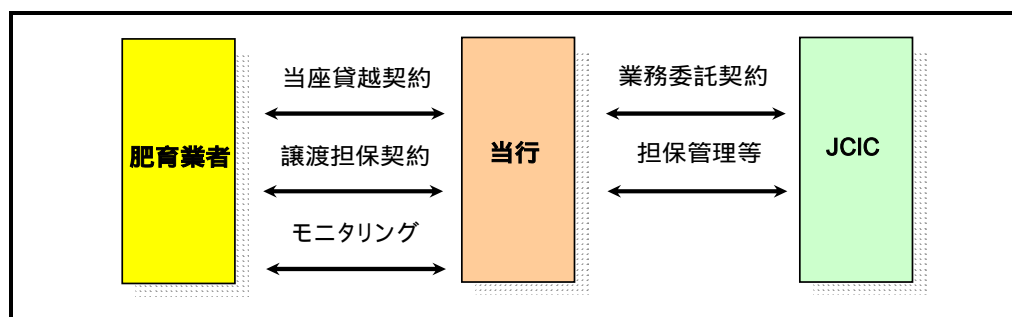 当座貸越契約
業務委託契約
肥育業者
譲渡担保契約
当行
担保管理等
JCIC
モニタリング